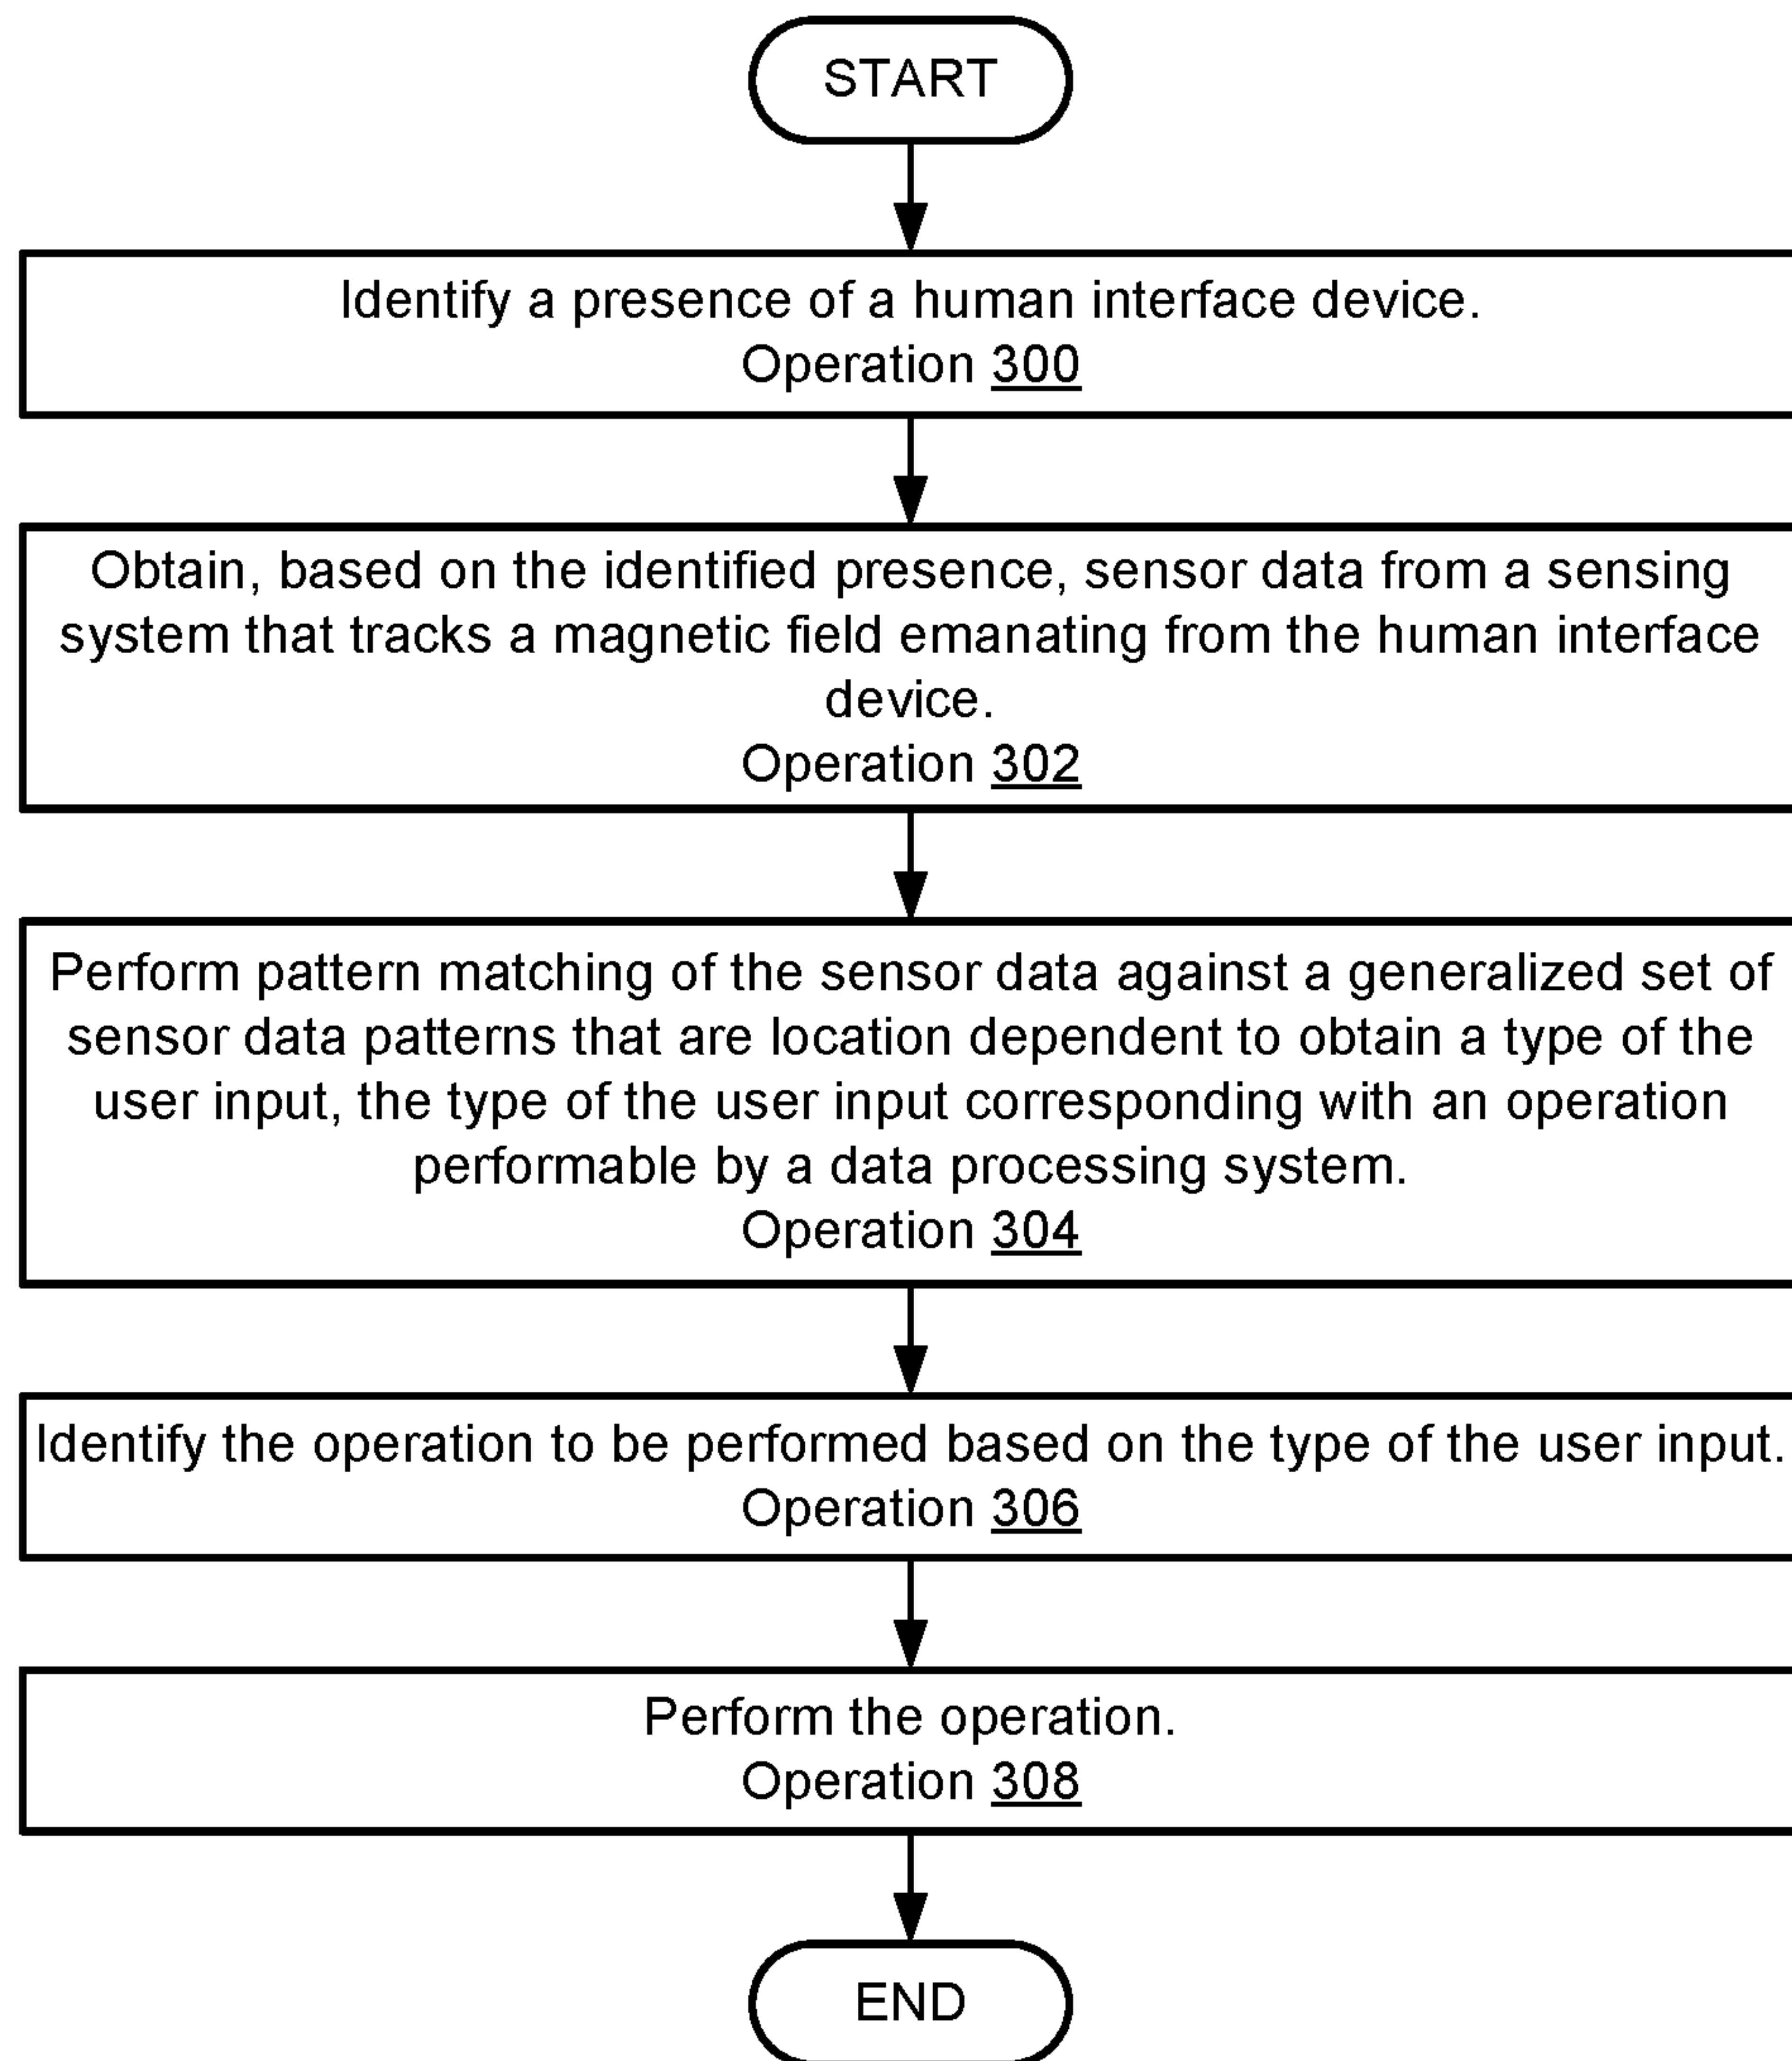 START
Identify a presence of a human interface device.
Operation 300
Obtain, based on the identified presence, sensor data from a sensing
system that tracks a magnetic field emanating from the human interface
device.
Operation 302
Perform pattern matching of the sensor data against a generalized set of
sensor data patterns that are location dependent to obtain a type of the
user input, the type of the user input corresponding with an operation
performable by a data processing system.
Operation 304
Identify the operation to be performed based on the type of the user input.
Operation 306
Perform the operation.
Operation 308
END